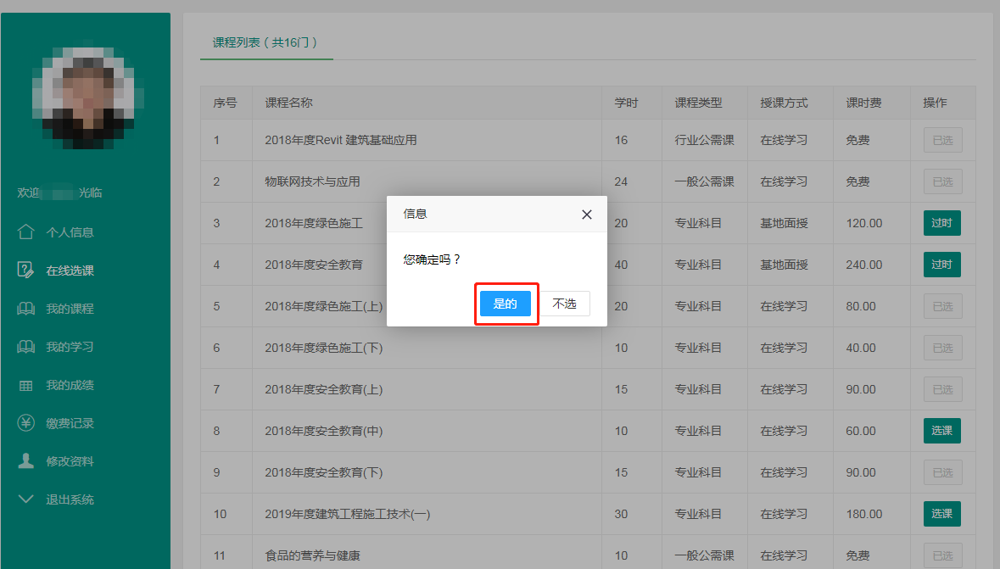 欢迎 光临
个人信息
在线选课
我的课程
我的学习
我的成绩
缴费记录
修改资料
退出系统
课程列表（共16门）
序号 课程名称 学时 课程类型 授课方式 课时费 操作
1 2018年度Revit 建筑基础应用 16 行业公需课 在线学习 免费 已选
2 物联网技术与应用 24 一般公需课 在线学习 免费 已选
3 2018年度绿色施工 20 专业科目 基地面授 120.00 过时
4 2018年度安全教育 40 专业科目 基地面授 240.00 过时
5 2018年度绿色施工(上) 20 专业科目 在线学习 80.00 已选
6 2018年度绿色施工(下) 10 专业科目 在线学习 40.00 已选
7 2018年度安全教育(上) 15 专业科目 在线学习 90.00 已选
8 2018年度安全教育(中) 10 专业科目 在线学习 60.00 选课
9 2018年度安全教育(下) 15 专业科目 在线学习 90.00 已选
10 2019年度建筑工程施工技术(一) 30 专业科目 在线学习 180.00 选课
11 食品的营养与健康 10 一般公需课 在线学习 免费 已选
信息
您确定吗？
是的 不选